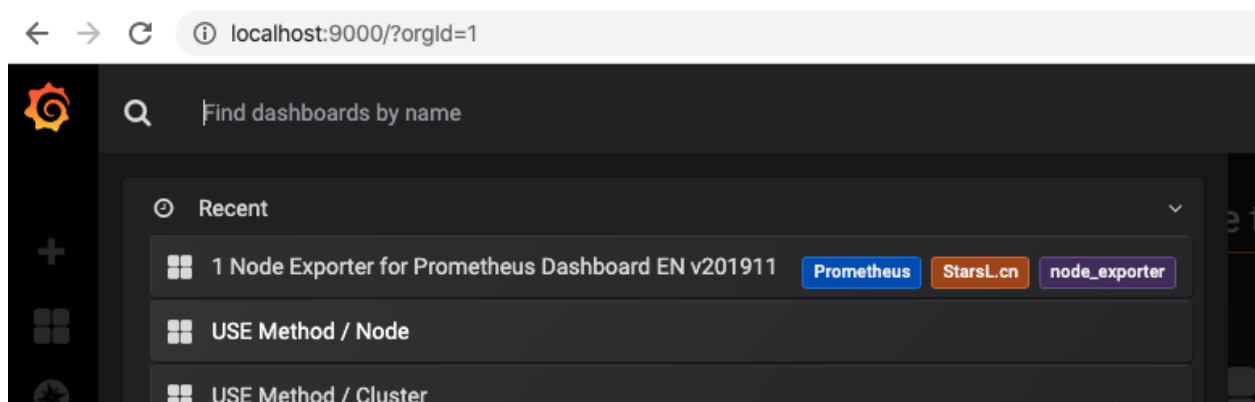 localhost:9000/?orgId=1
Find dashboards by name
Recent
1 Node Exporter for Prometheus Dashboard EN v201911 Prometheus StarsL.cn node_exporter
USE Method / Node
USE Method / Cluster